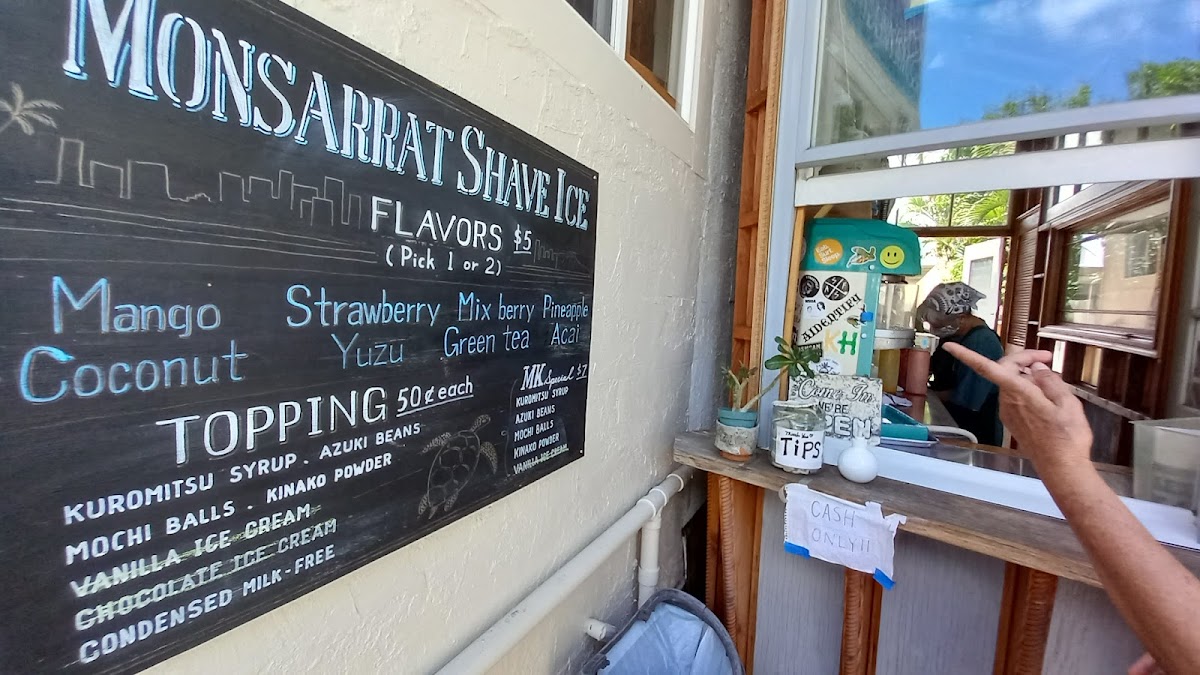 MONSARRAT SHAVE ICE
FLAVORS $5
(Pick 1 or 2)
Mango Strawberry Mix berry Pineapple
Coconut Yuzu Green tea Acai
TOPPING 50¢ each
KUROMITSU SYRUP. AZUKI BEANS
MOCHI BALLS. KINAKO POWDER
VANILLA ICE CREAM
CHOCOLATE ICE CREAM
CONDENSED MILK-FREE
MK Special $7
KUROMITSU SYRUP
AZUKI BEANS
MOCHI BALLS
KINAKO POWDER
VANILLA ICE CREAM
AIDENTIFY
KH
Come In
WE'RE
OPEN
TIPS
CASH
ONLY!!